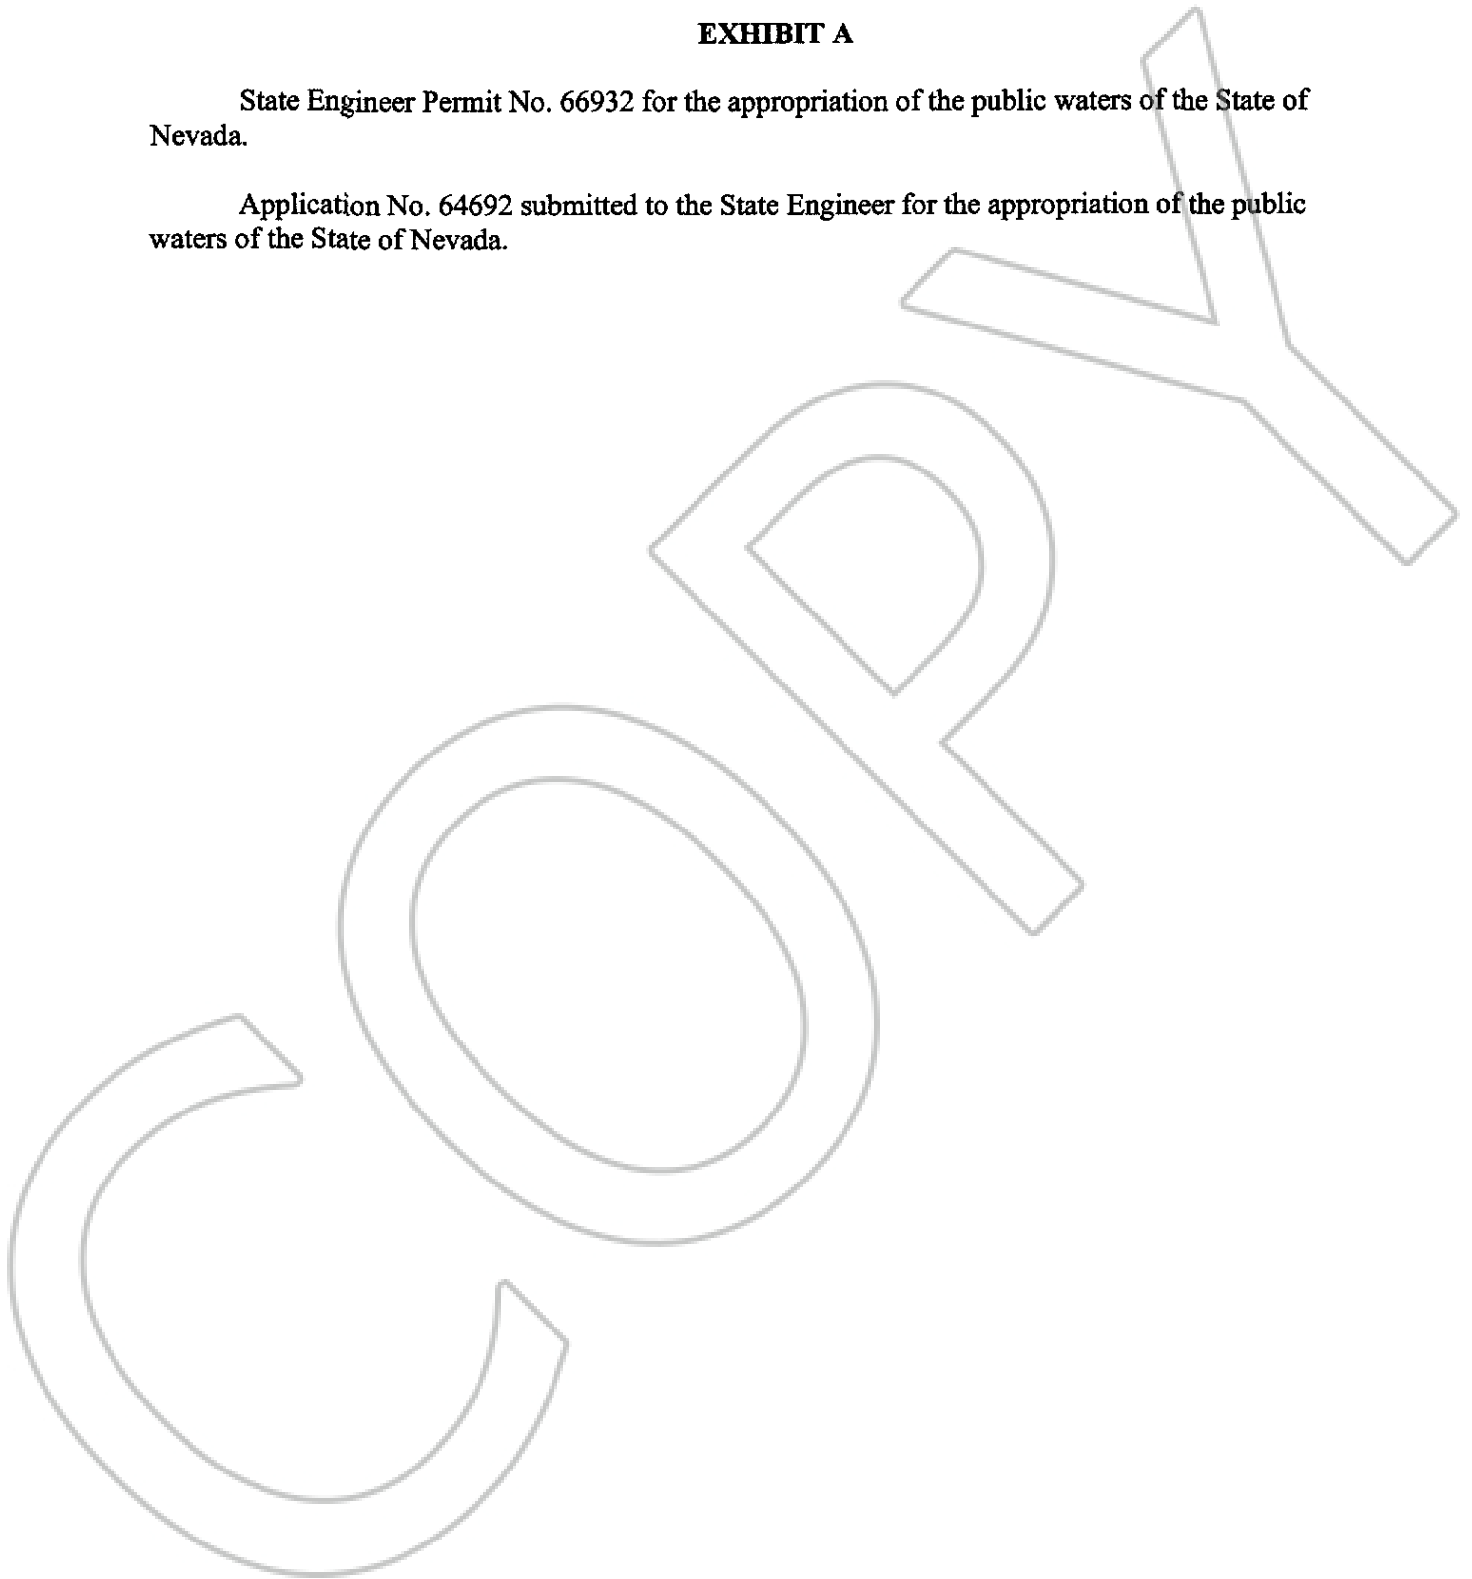 EXHIBIT A
State Engineer Permit No. 66932 for the appropriation of the public waters of the State of
Nevada.
Application No. 64692 submitted to the State Engineer for the appropriation of the public
waters of the State of Nevada.
COPY